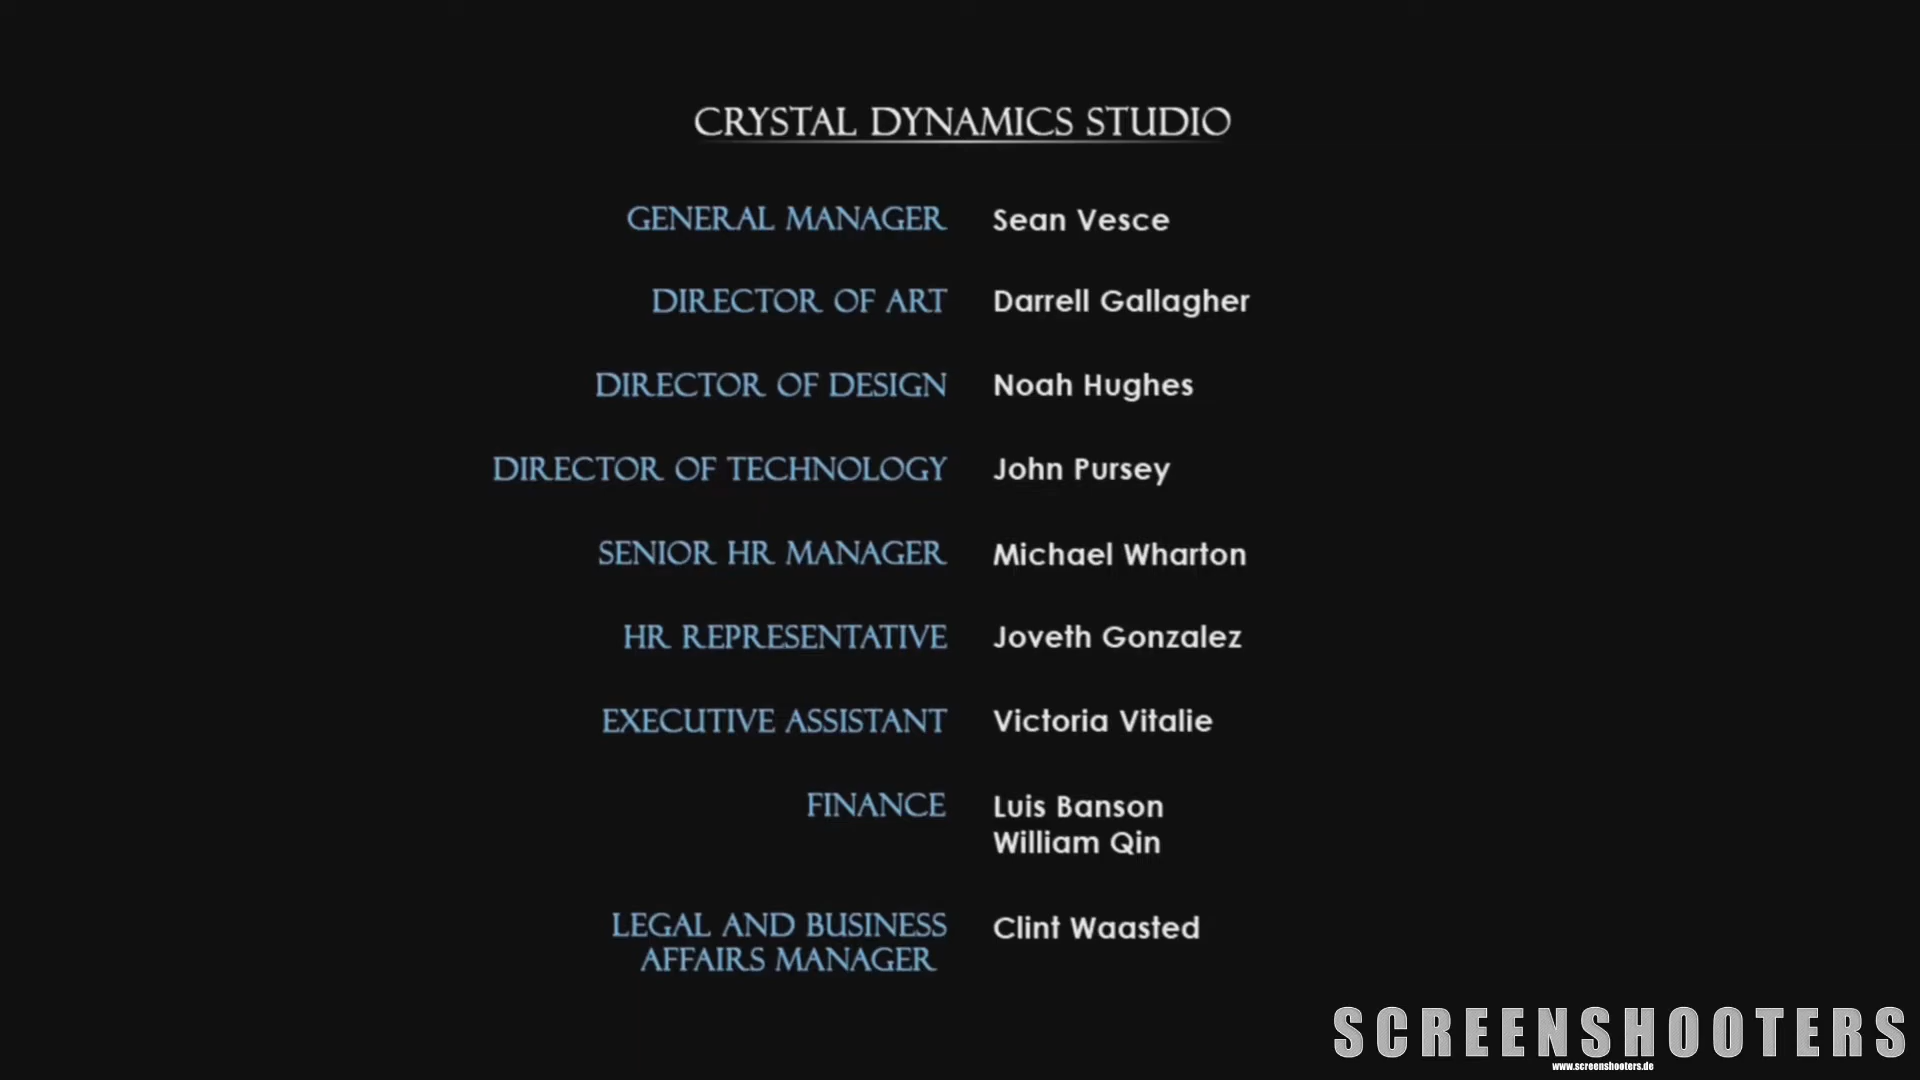 CRYSTAL DYNAMICS STUDIO
GENERAL MANAGER Sean Vesce
DIRECTOR OF ART Darrell Gallagher
DIRECTOR OF DESIGN Noah Hughes
DIRECTOR OF TECHNOLOGY John Pursey
SENIOR HR MANAGER Michael Wharton
HR REPRESENTATIVE Joveth Gonzalez
EXECUTIVE ASSISTANT Victoria Vitalie
FINANCE Luis Banson
William Qin
LEGAL AND BUSINESS Clint Waasted
AFFAIRS MANAGER
SCREENSHOOTERS
www.screenshooters.de